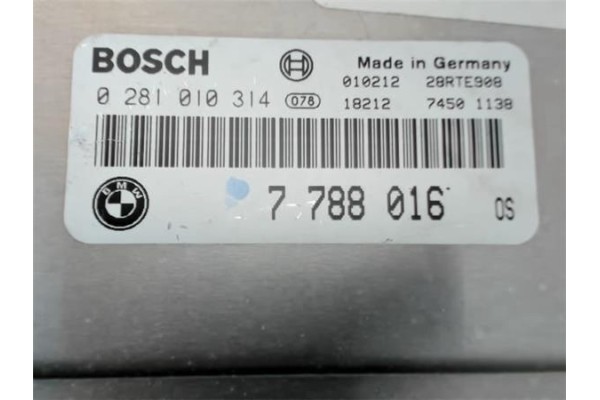 BOSCH Made in Germany
010212 28RTE908
0 281 010 314 078 18212 7450 1138
BMW 7 788 016 OS